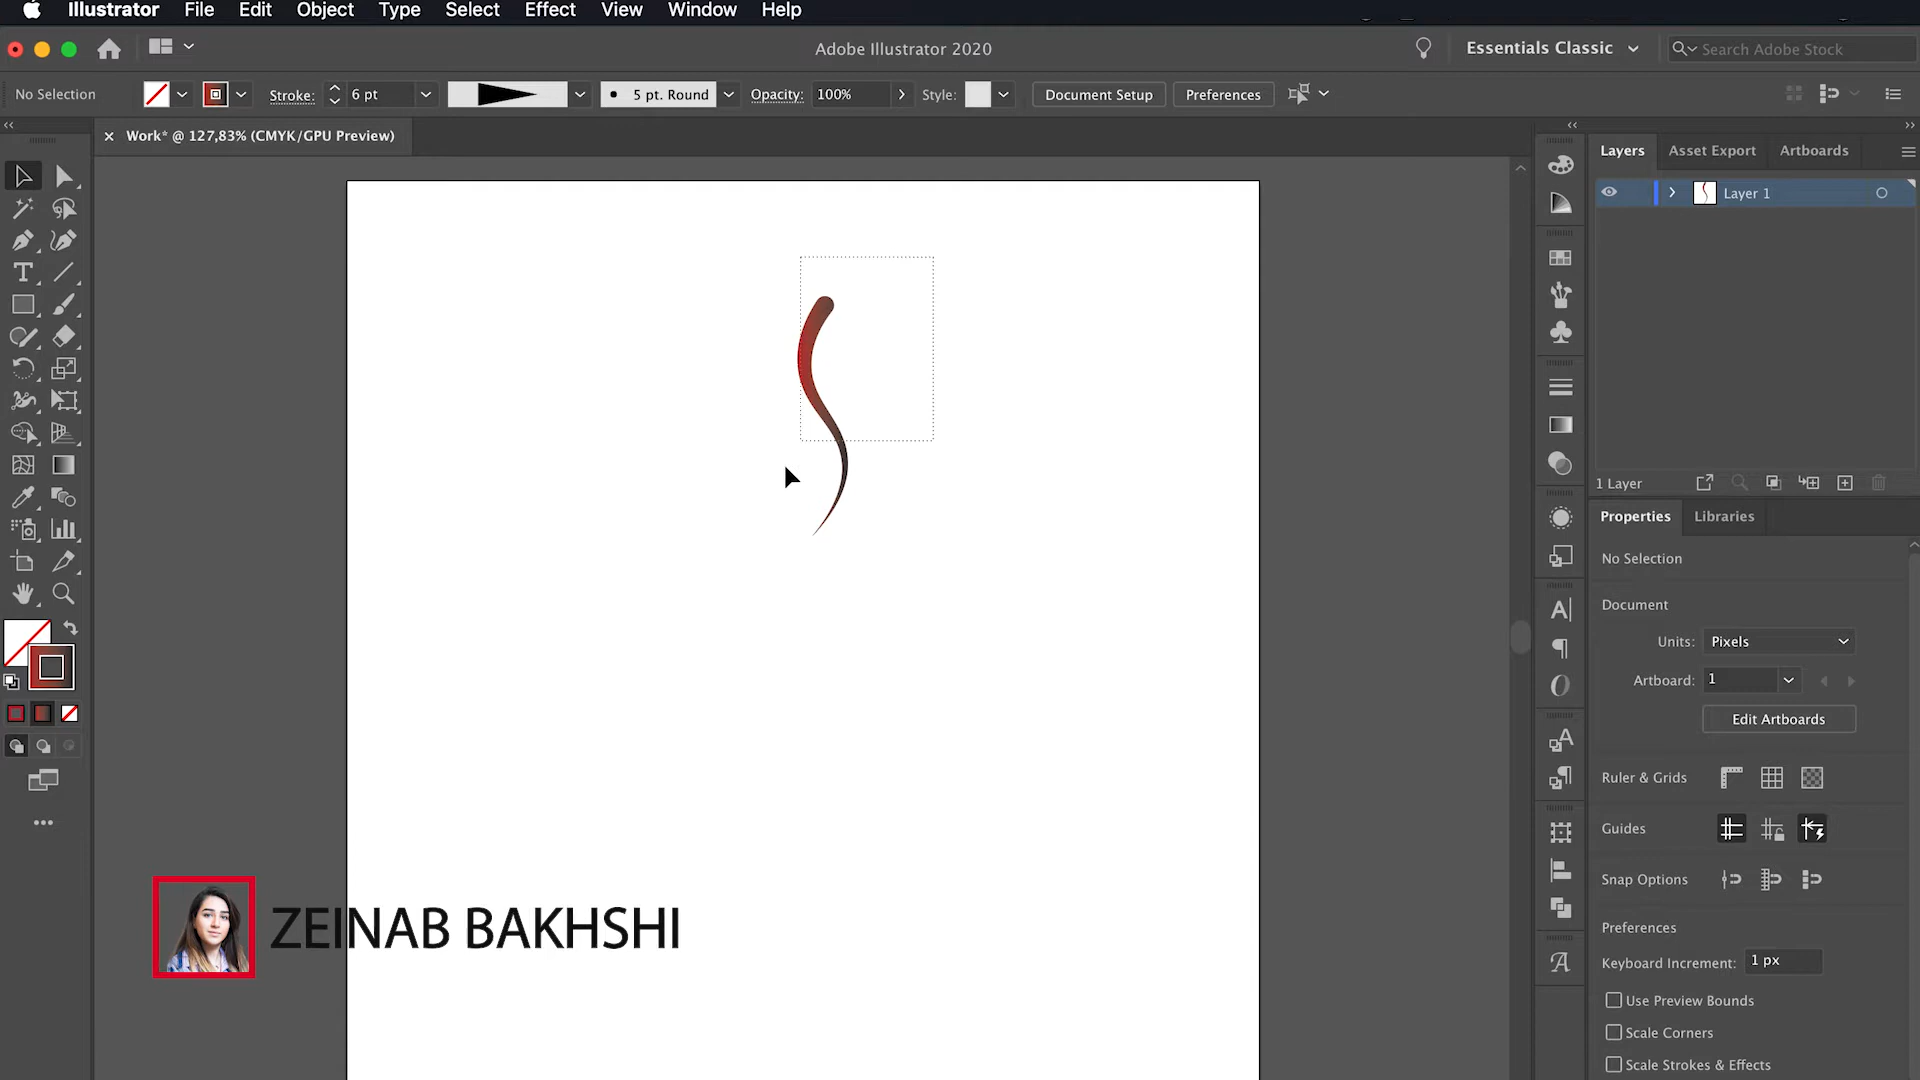 Illustrator File Edit Object Type Select Effect View Window Help
Adobe Illustrator 2020
Essentials Classic
Search Adobe Stock
No Selection
Stroke: 6 pt
5 pt. Round
Opacity: 100%
Style:
Document Setup
Preferences
Work* @ 127,83% (CMYK/GPU Preview)
Layers Asset Export Artboards
Layer 1
1 Layer
Properties Libraries
No Selection
Document
Units: Pixels
Artboard: 1
Edit Artboards
Ruler & Grids
Guides
Snap Options
Preferences
Keyboard Increment: 1 px
Use Preview Bounds
Scale Corners
Scale Strokes & Effects
ZEINAB BAKHSHI